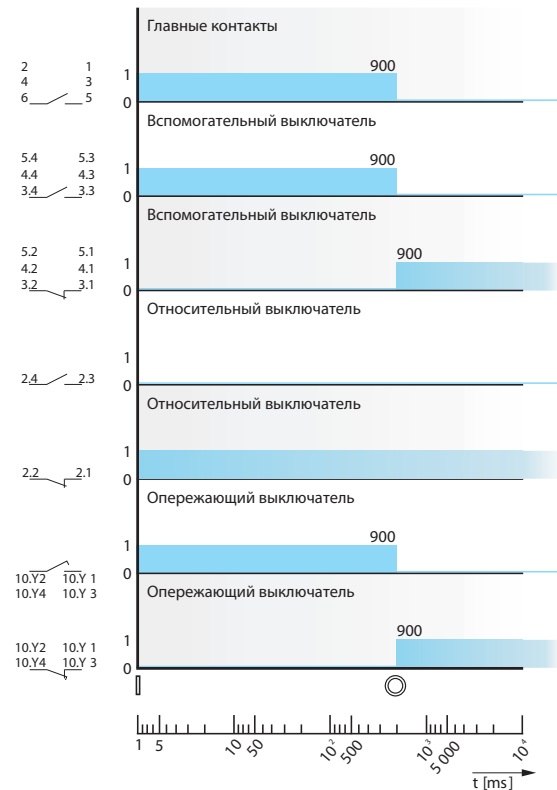 Главные контакты
2 1
4 3
6 5
900
1
0
Вспомогательный выключатель
5.4 5.3
4.4 4.3
3.4 3.3
900
1
0
Вспомогательный выключатель
5.2 5.1
4.2 4.1
3.2 3.1
900
1
0
Относительный выключатель
2.4 2.3
1
0
Относительный выключатель
2.2 2.1
1
0
Опережающий выключатель
900
1
0
10.Y2 10.Y 1
10.Y4 10.Y 3
Опережающий выключатель
900
10.Y2 10.Y 1
10.Y4 10.Y 3
1
0
1 5 10 50 10² 500 10³ 5 000 10⁴
t [ms]